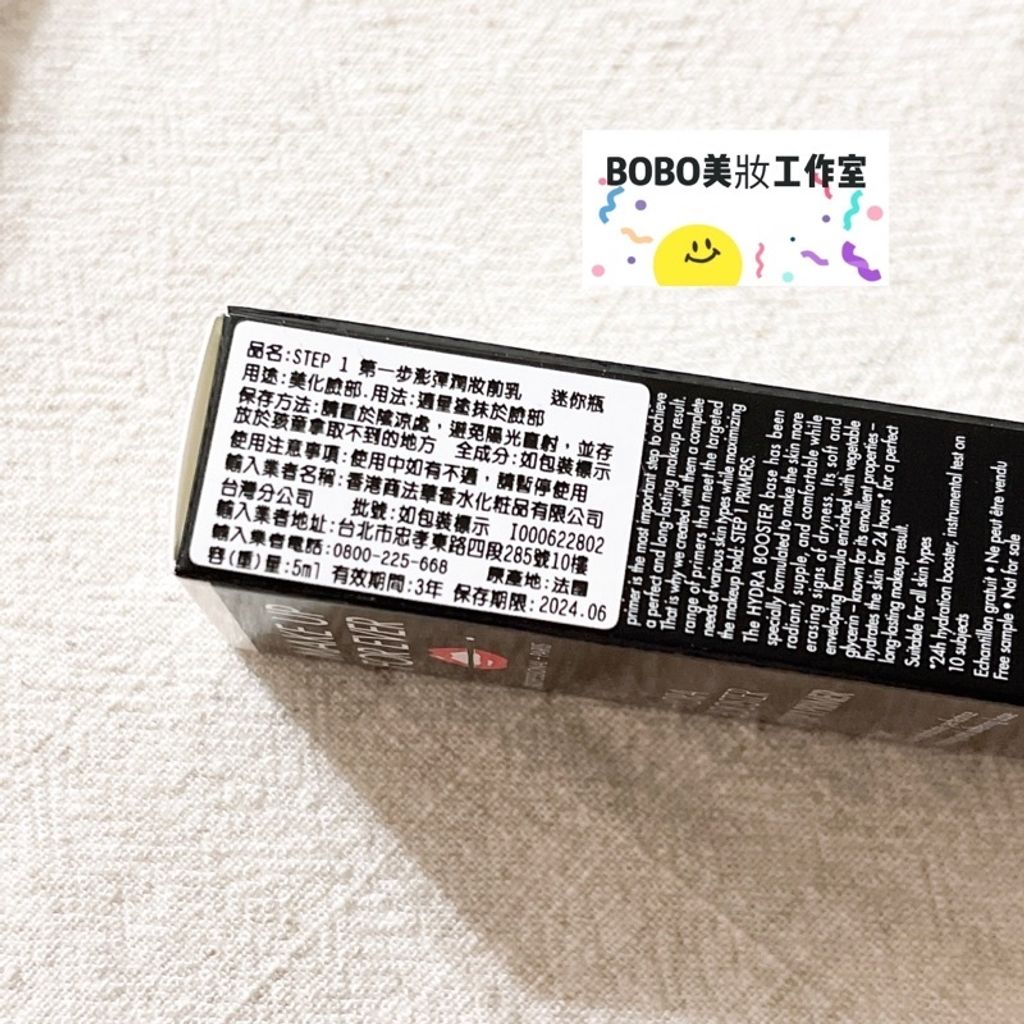 BOBO美妝工作室
品名:STEP 1 第一步澎彈潤妝前乳 迷你瓶
用途:美化臉部.用法:適量塗抹於臉部
保存方法:請置於陰涼處,避免陽光直射,並存
放於孩童拿取不到的地方 全成分:如包裝標示
使用注意事項:使用中如有不適,請暫停使用
輸入業者名稱:香港商法華香水化粧品有限公司
台灣分公司 批號:如包裝標示 I000622802
輸入業者地址:台北市忠孝東路四段285號10樓
輸入業者電話:0800-225-668 原產地:法國
容(重)量:5ml 有效期間:3年 保存期限:2024.06
primer is the most important step to achieve
a perfect and long-lasting makeup result.
That is why we created with them a complete
range of primers that meet the targeted
needs of various skin types while maximizing
the makeup hold: STEP 1 PRIMERS.
The HYDRA BOOSTER base has been
specially formulated to make the skin more
radiant, supple, and comfortable while
erasing signs of dryness. Its soft and
enveloping formula enriched with vegetable
glycerin - known for its emollient properties -
hydrates the skin for 24 hours* for a perfect
long-lasting makeup result.
Suitable for all skin types
*24h hydration booster, instrumental test on
10 subjects
Echantillon gratuit • Ne peut être vendu
Free sample • Not for sale
MAKE UP
FOR EVER